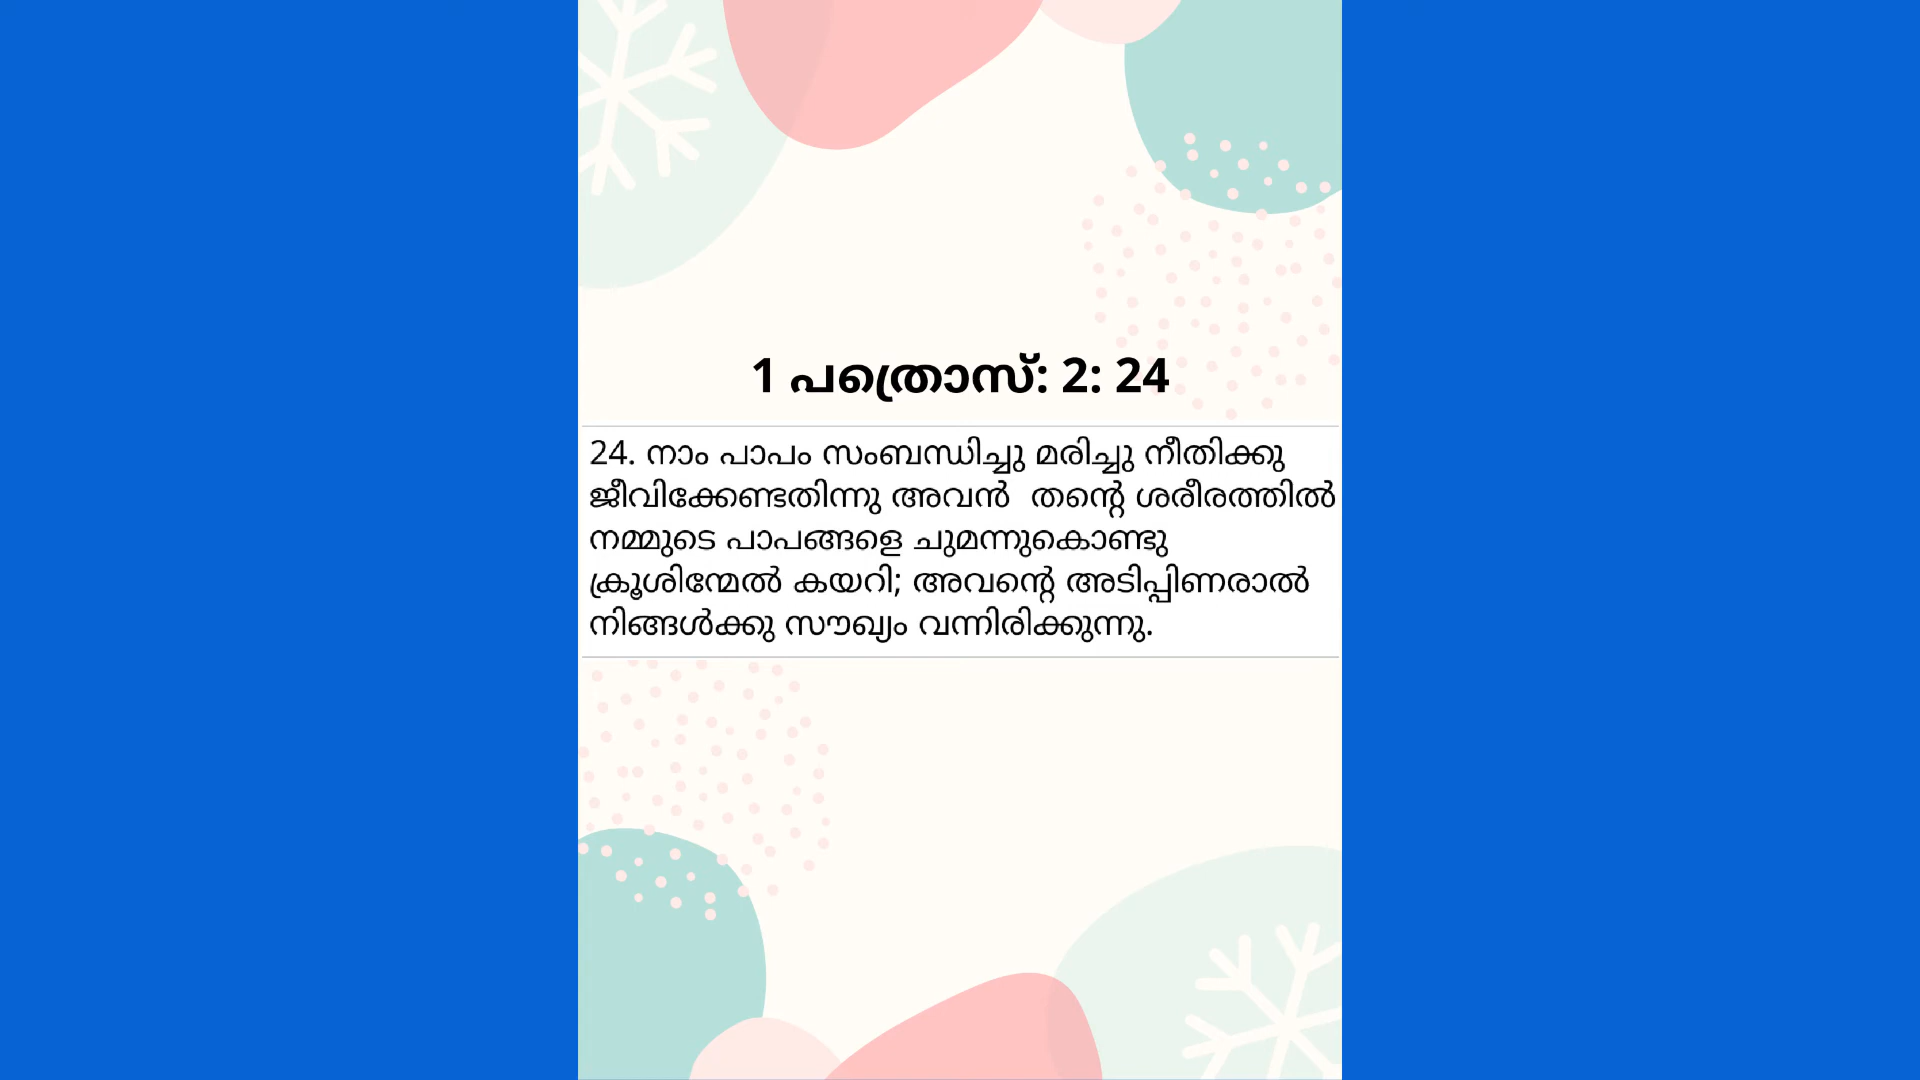 1 പത്രൊസ്: 2: 24
24. നാം പാപം സംബന്ധിച്ചു മരിച്ചു നീതിക്കു
ജീവിക്കേണ്ടതിന്നു അവൻ  തന്റെ ശരീരത്തിൽ
നമ്മുടെ പാപങ്ങളെ ചുമന്നുകൊണ്ടു
ക്രൂശിന്മേൽ കയറി; അവന്റെ അടിപ്പിണരാൽ
നിങ്ങൾക്കു സൗഖ്യം വന്നിരിക്കുന്നു.